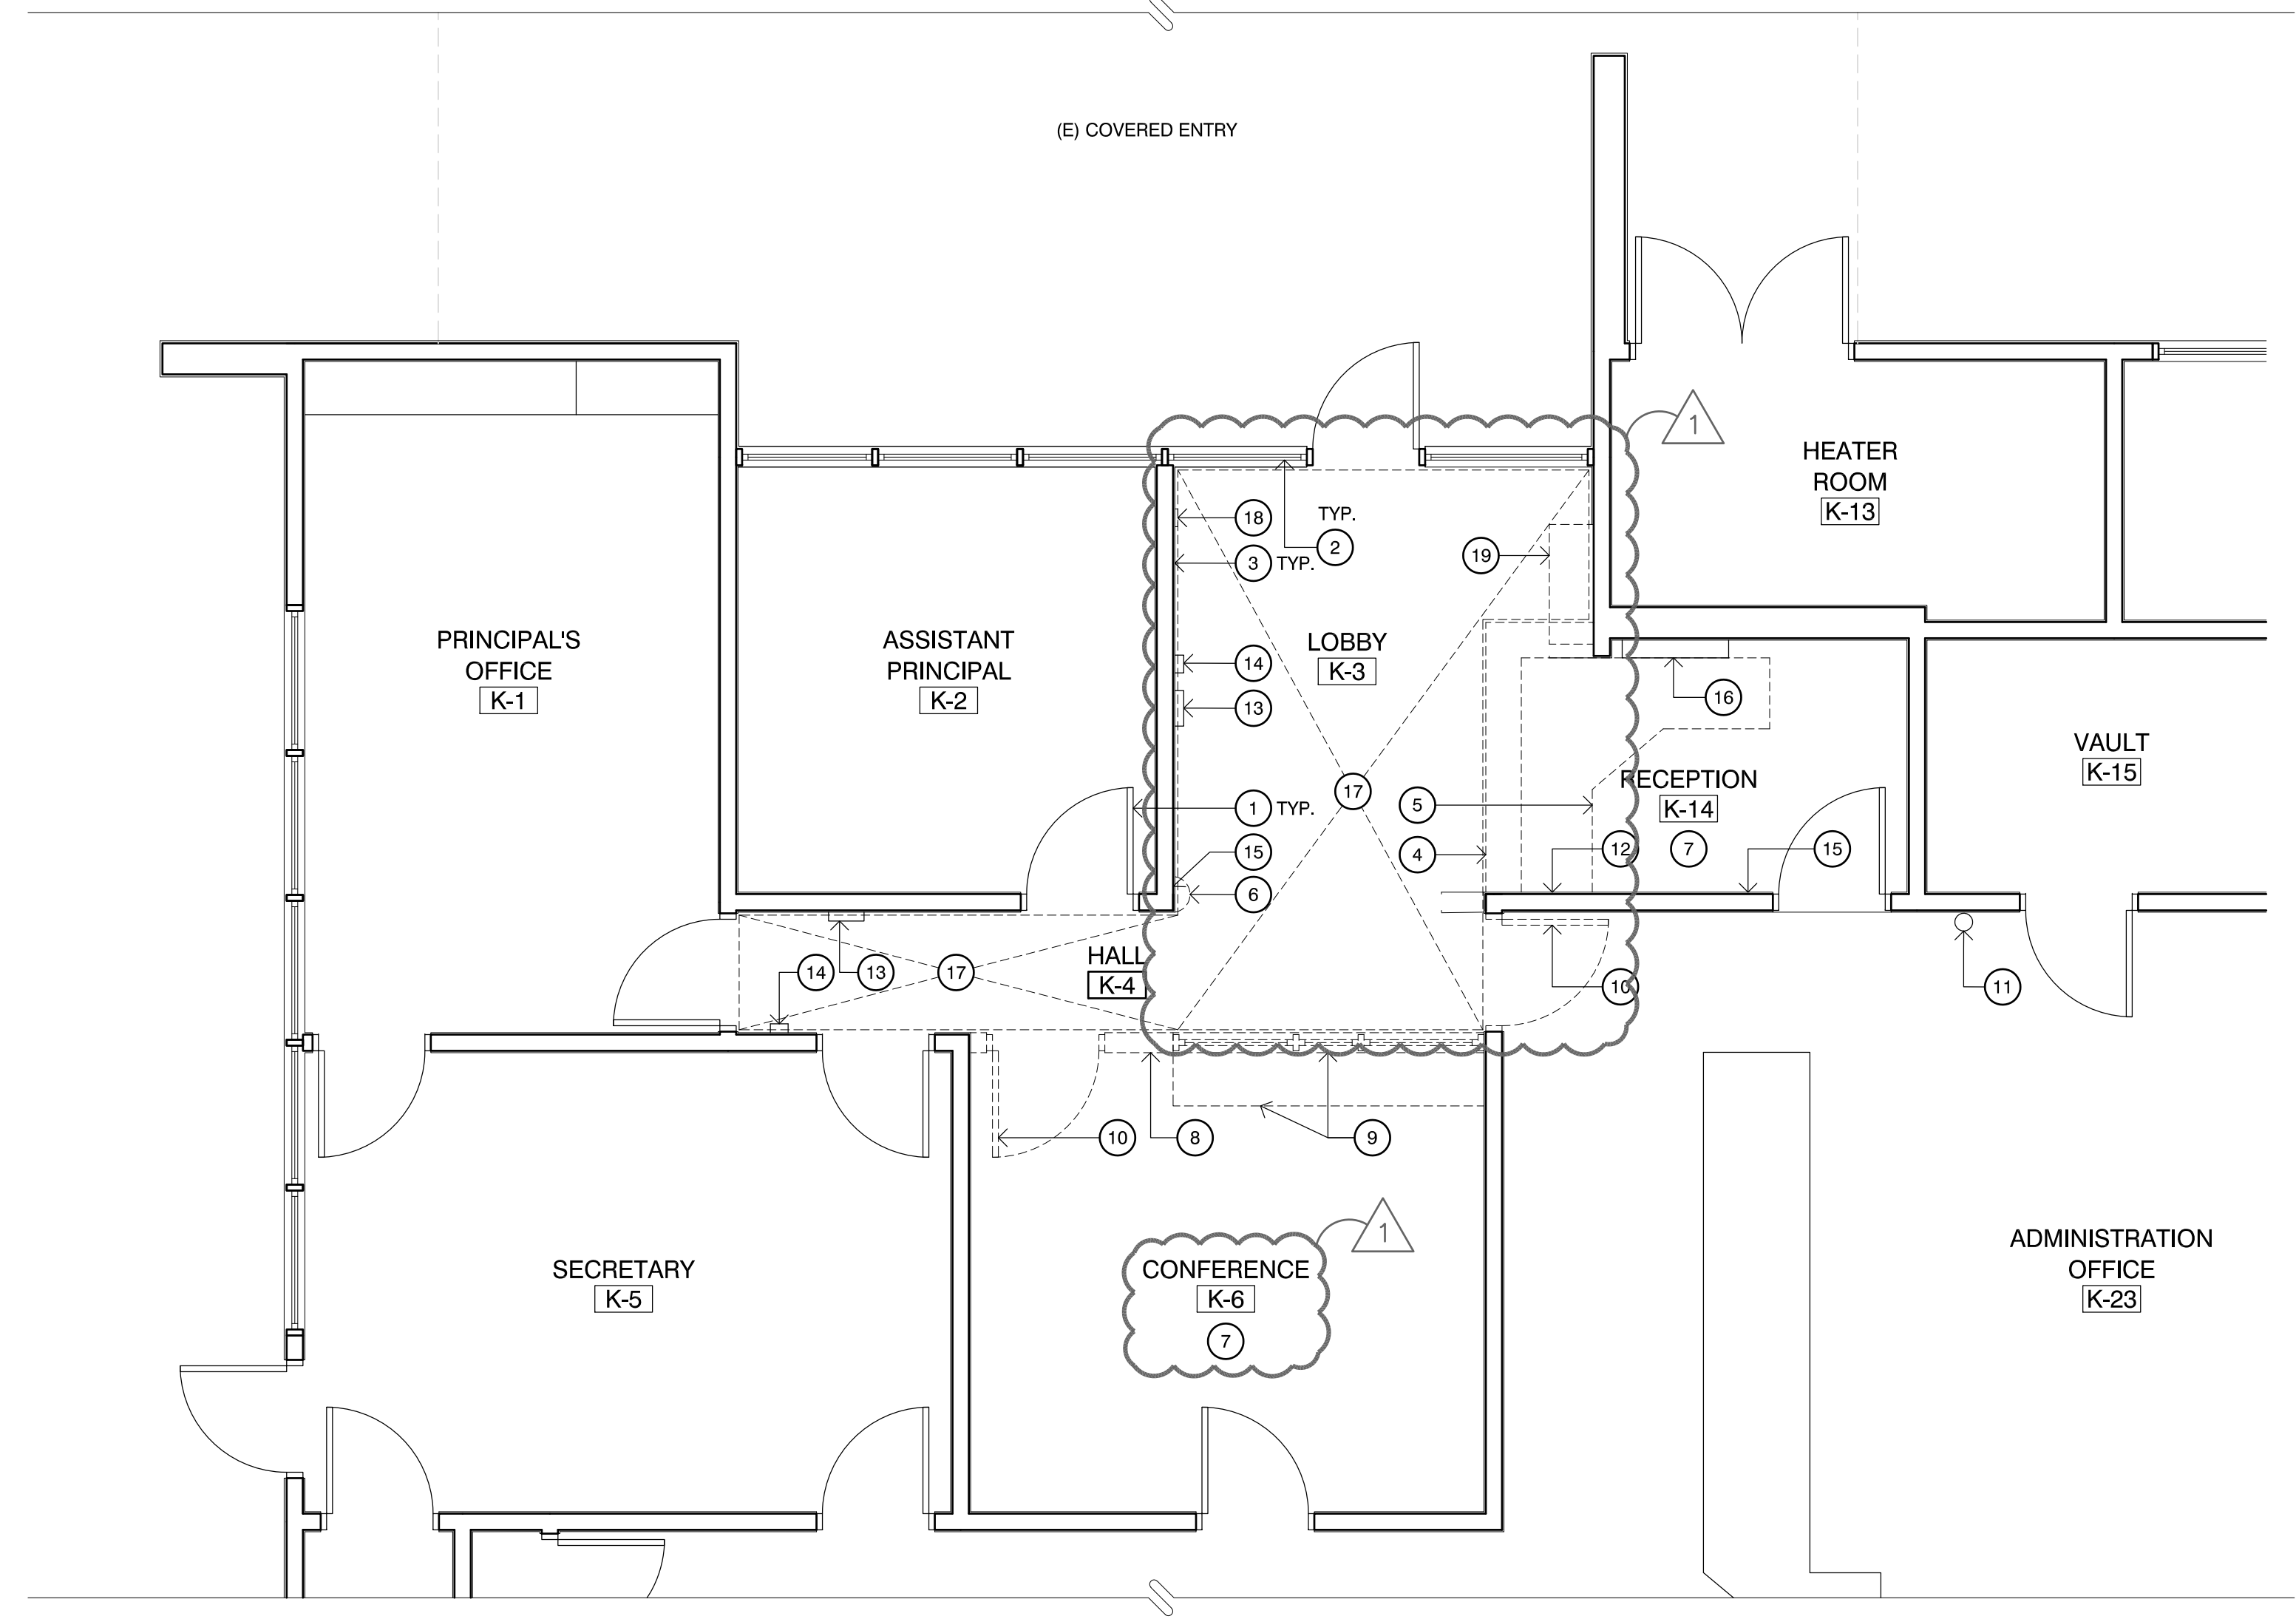 (E) COVERED ENTRY
1
HEATER
ROOM
K-13
18
TYP.
2
3 TYP.
19
PRINCIPAL'S
OFFICE
K-1
ASSISTANT
PRINCIPAL
K-2
LOBBY
K-3
14
13
16
VAULT
K-15
17
5
RECEPTION
K-14
1 TYP.
15
4
12
7
15
6
HALL
K-4
14
13
17
10
11
10
8
9
1
SECRETARY
K-5
CONFERENCE
K-6
7
ADMINISTRATION
OFFICE
K-23